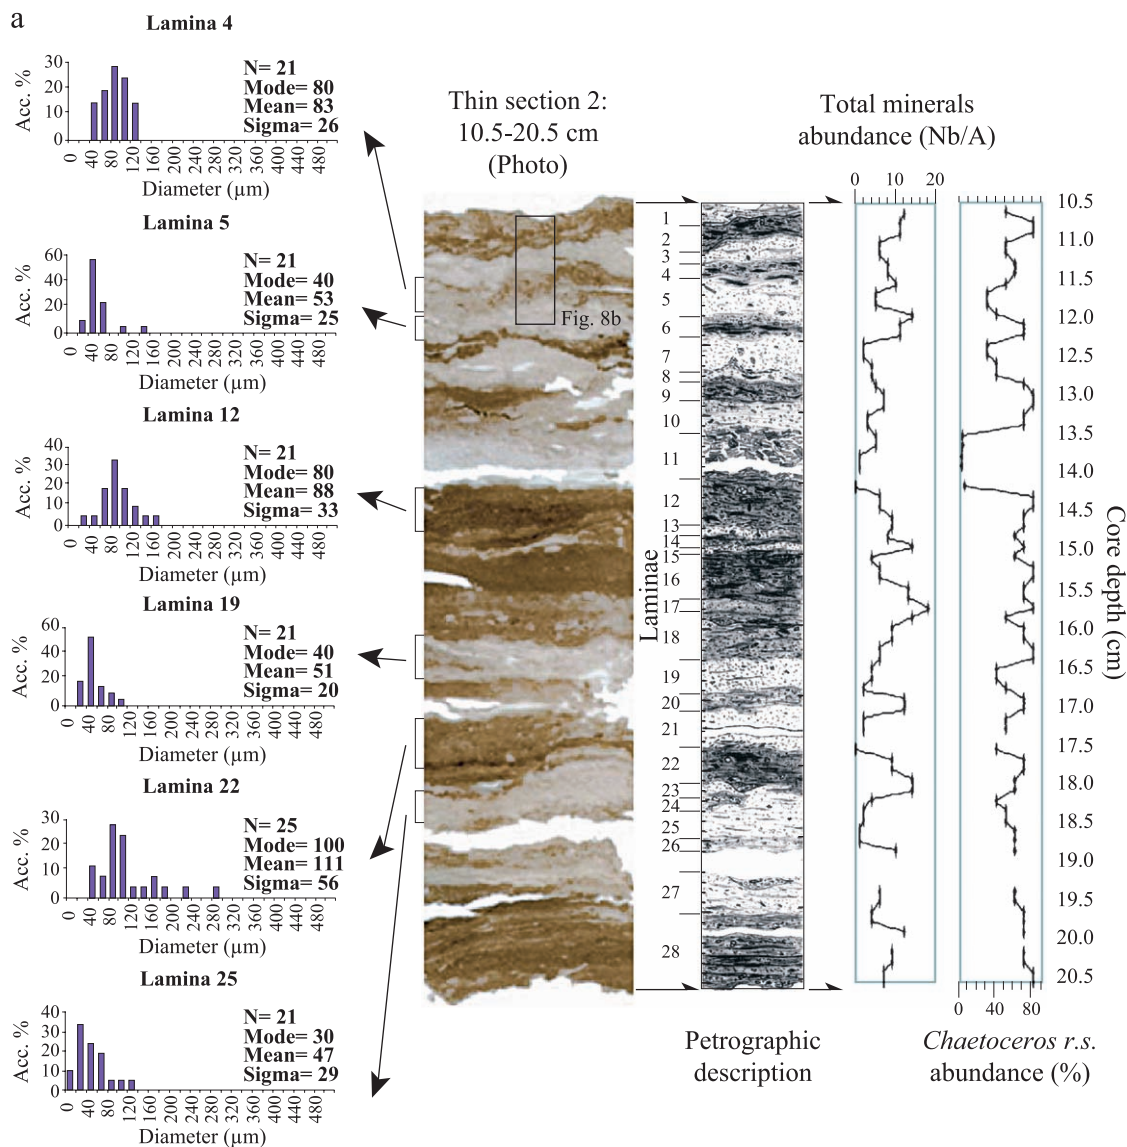 a
Lamina 4
Acc. %
30
20
10
0
N= 21
Mode= 80
Mean= 83
Sigma= 26
0 40 80 120 160 200 240 280 320 360 400 440 480
Diameter (µm)
Lamina 5
Acc. %
60
40
20
0
N= 21
Mode= 40
Mean= 53
Sigma= 25
0 40 80 120 160 200 240 280 320 360 400 440 480
Diameter (µm)
Lamina 12
Acc. %
40
30
20
10
0
N= 21
Mode= 80
Mean= 88
Sigma= 33
0 40 80 120 160 200 240 280 320 360 400 440 480
Diameter (µm)
Lamina 19
Acc. %
60
40
20
0
N= 21
Mode= 40
Mean= 51
Sigma= 20
0 40 80 120 160 200 240 280 320 360 400 440 480
Diameter (µm)
Lamina 22
Acc. %
30
20
10
0
N= 25
Mode= 100
Mean= 111
Sigma= 56
0 40 80 120 160 200 240 280 320 360 400 440 480
Diameter (µm)
Lamina 25
Acc. %
40
30
20
10
0
N= 21
Mode= 30
Mean= 47
Sigma= 29
0 40 80 120 160 200 240 280 320 360 400 440 480
Diameter (µm)
Thin section 2:
10.5-20.5 cm
(Photo)
Fig. 8b
Laminae
1
2
3
4
5
6
7
8
9
10
11
12
13
14
15
16
17
18
19
20
21
22
23
24
25
26
27
28
Petrographic
description
Total minerals
abundance (Nb/A)
0 10 20
10.5
11.0
11.5
12.0
12.5
13.0
13.5
14.0
14.5
15.0
15.5
16.0
16.5
17.0
17.5
18.0
18.5
19.0
19.5
20.0
20.5
Core depth (cm)
0 40 80
Chaetoceros r.s.
abundance (%)